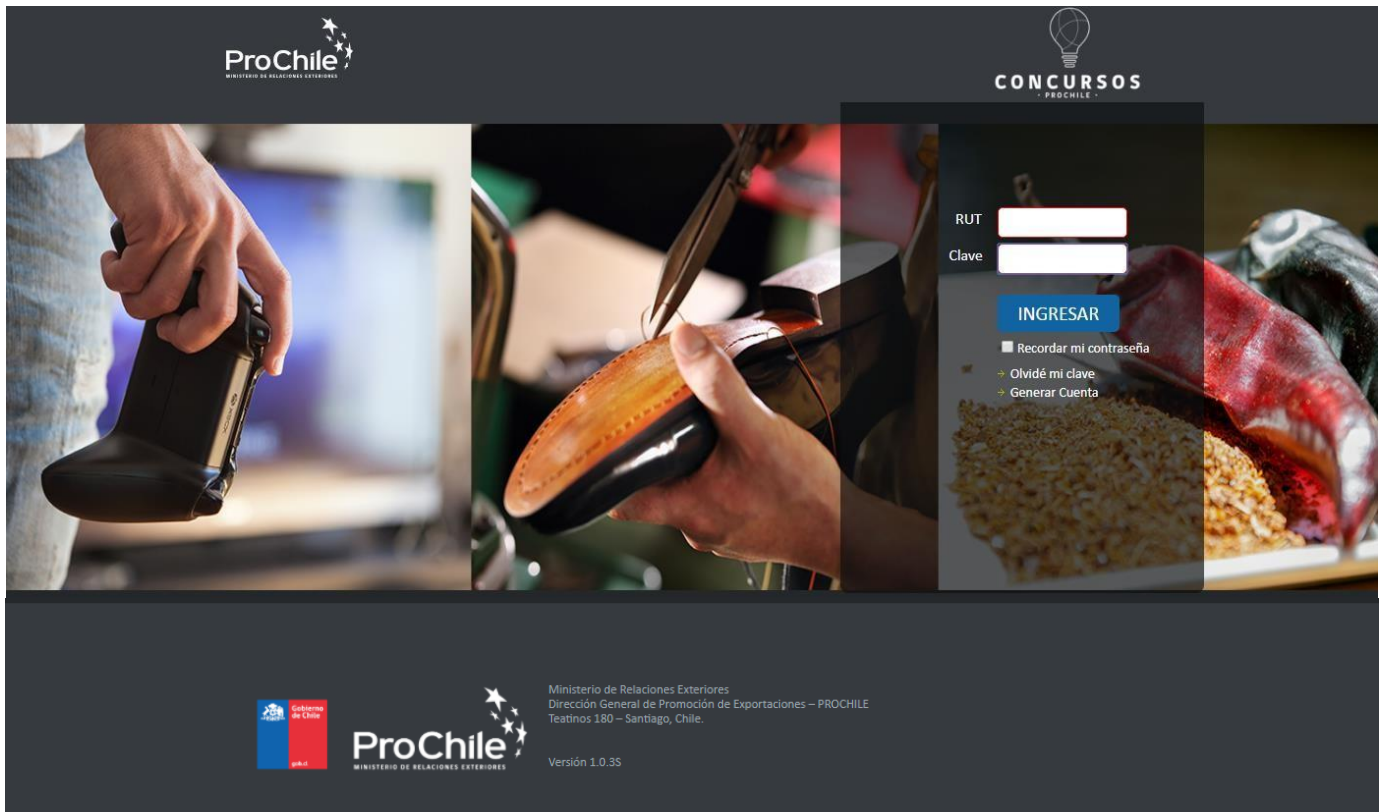 ProChile
MINISTERIO DE RELACIONES EXTERIORES
CONCURSOS
· PROCHILE ·
RUT
Clave
INGRESAR
Recordar mi contraseña
→ Olvidé mi clave
→ Generar Cuenta
Gobierno
de Chile
gob.cl
ProChile
MINISTERIO DE RELACIONES EXTERIORES
Ministerio de Relaciones Exteriores
Dirección General de Promoción de Exportaciones – PROCHILE
Teatinos 180 – Santiago, Chile.
Versión 1.0.3S